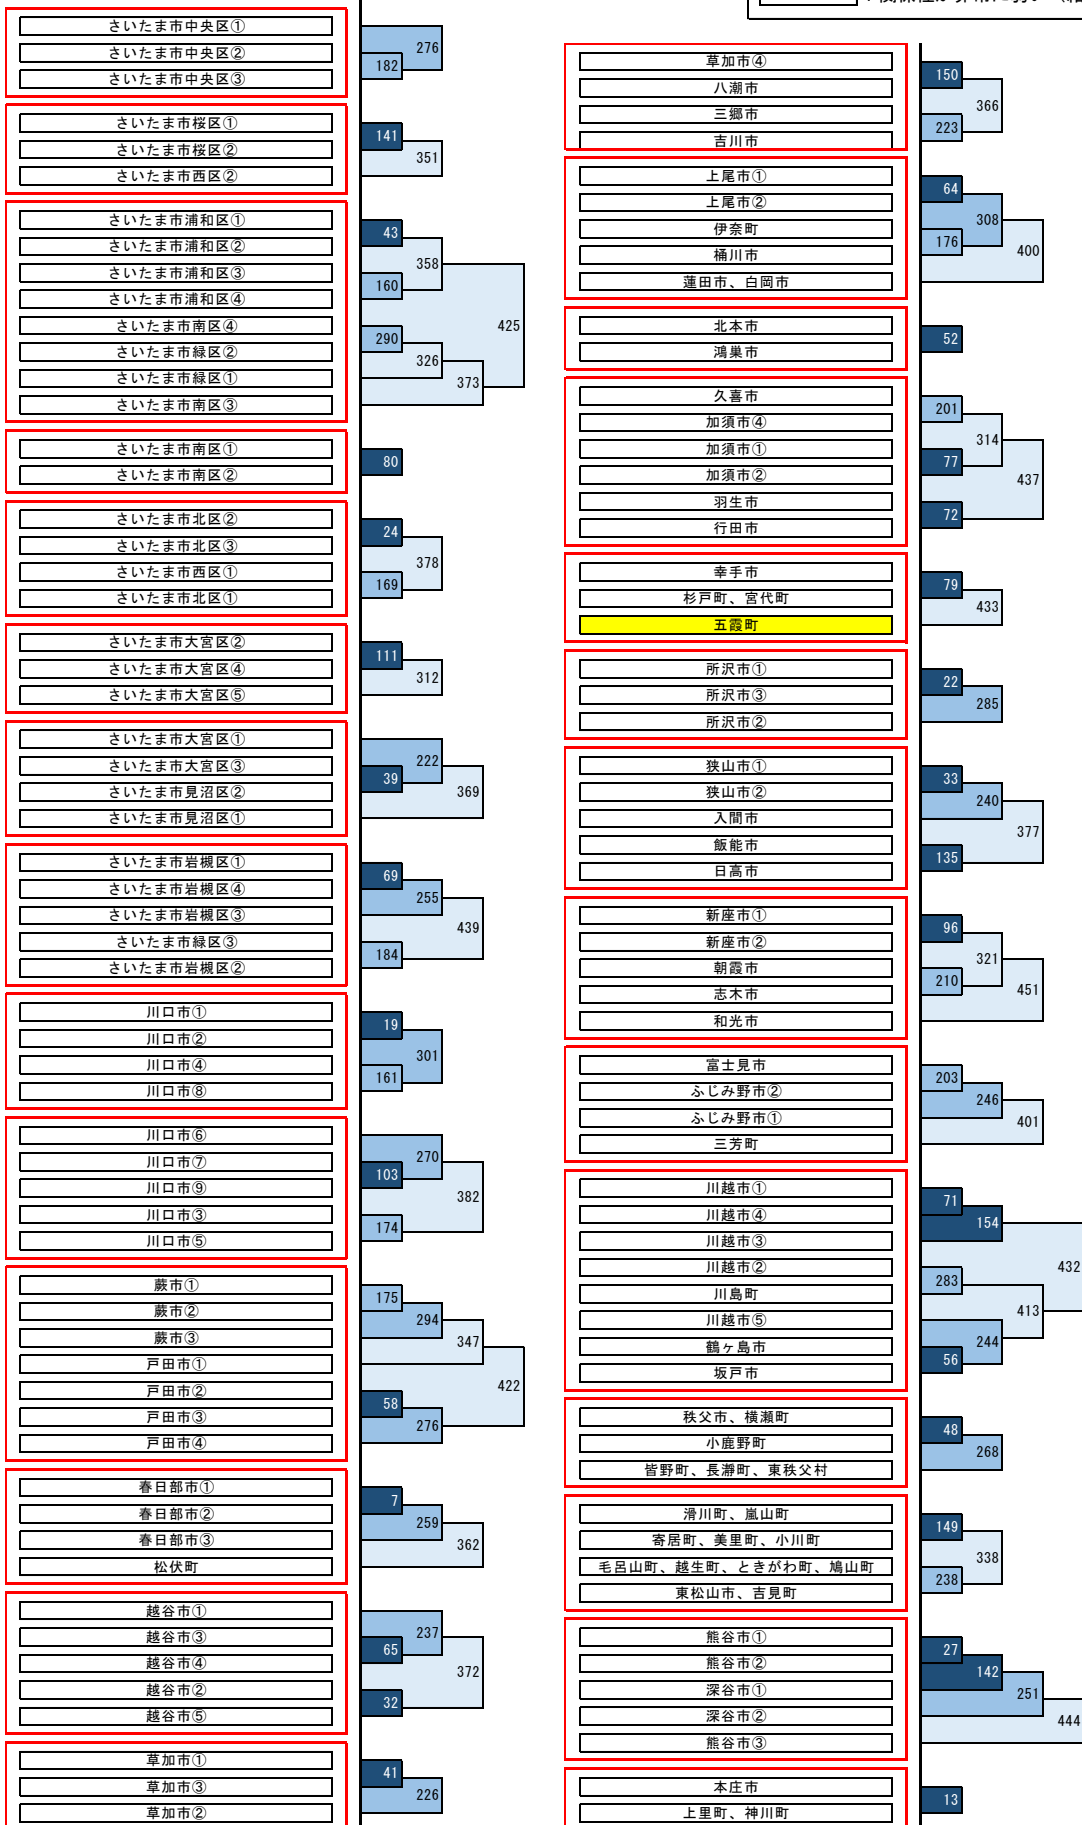 さいたま市中央区①
さいたま市中央区②
さいたま市中央区③
276
182
さいたま市桜区①
さいたま市桜区②
さいたま市西区②
141
351
さいたま市浦和区①
さいたま市浦和区②
さいたま市浦和区③
さいたま市浦和区④
さいたま市南区④
さいたま市緑区②
さいたま市緑区①
さいたま市南区③
43
358
160
425
290
326
373
さいたま市南区①
さいたま市南区②
80
さいたま市北区②
さいたま市北区③
さいたま市西区①
さいたま市北区①
24
378
169
さいたま市大宮区②
さいたま市大宮区④
さいたま市大宮区⑤
111
312
さいたま市大宮区①
さいたま市大宮区③
さいたま市見沼区②
さいたま市見沼区①
222
39
369
さいたま市岩槻区①
さいたま市岩槻区④
さいたま市岩槻区③
さいたま市緑区③
さいたま市岩槻区②
69
255
439
184
川口市①
川口市②
川口市④
川口市⑧
19
301
161
川口市⑥
川口市⑦
川口市⑨
川口市③
川口市⑤
270
103
382
174
蕨市①
蕨市②
蕨市③
戸田市①
戸田市②
戸田市③
戸田市④
175
294
347
422
58
276
春日部市①
春日部市②
春日部市③
松伏町
7
259
362
越谷市①
越谷市③
越谷市④
越谷市②
越谷市⑤
237
65
372
32
草加市①
草加市③
草加市②
41
226
草加市④
八潮市
三郷市
吉川市
150
366
223
上尾市①
上尾市②
伊奈町
桶川市
蓮田市、白岡市
64
308
176
400
北本市
鴻巣市
52
久喜市
加須市④
加須市①
加須市②
羽生市
行田市
201
314
77
437
72
幸手市
杉戸町、宮代町
五霞町
79
433
所沢市①
所沢市③
所沢市②
22
285
狭山市①
狭山市②
入間市
飯能市
日高市
33
240
377
135
新座市①
新座市②
朝霞市
志木市
和光市
96
321
210
451
富士見市
ふじみ野市②
ふじみ野市①
三芳町
203
246
401
川越市①
川越市④
川越市③
川越市②
川島町
川越市⑤
鶴ヶ島市
坂戸市
71
154
432
283
413
244
56
秩父市、横瀬町
小鹿野町
皆野町、長瀞町、東秩父村
48
268
滑川町、嵐山町
寄居町、美里町、小川町
毛呂山町、越生町、ときがわ町、鳩山町
東松山市、吉見町
149
338
238
熊谷市①
熊谷市②
深谷市①
深谷市②
熊谷市③
27
142
251
444
本庄市
上里町、神川町
13